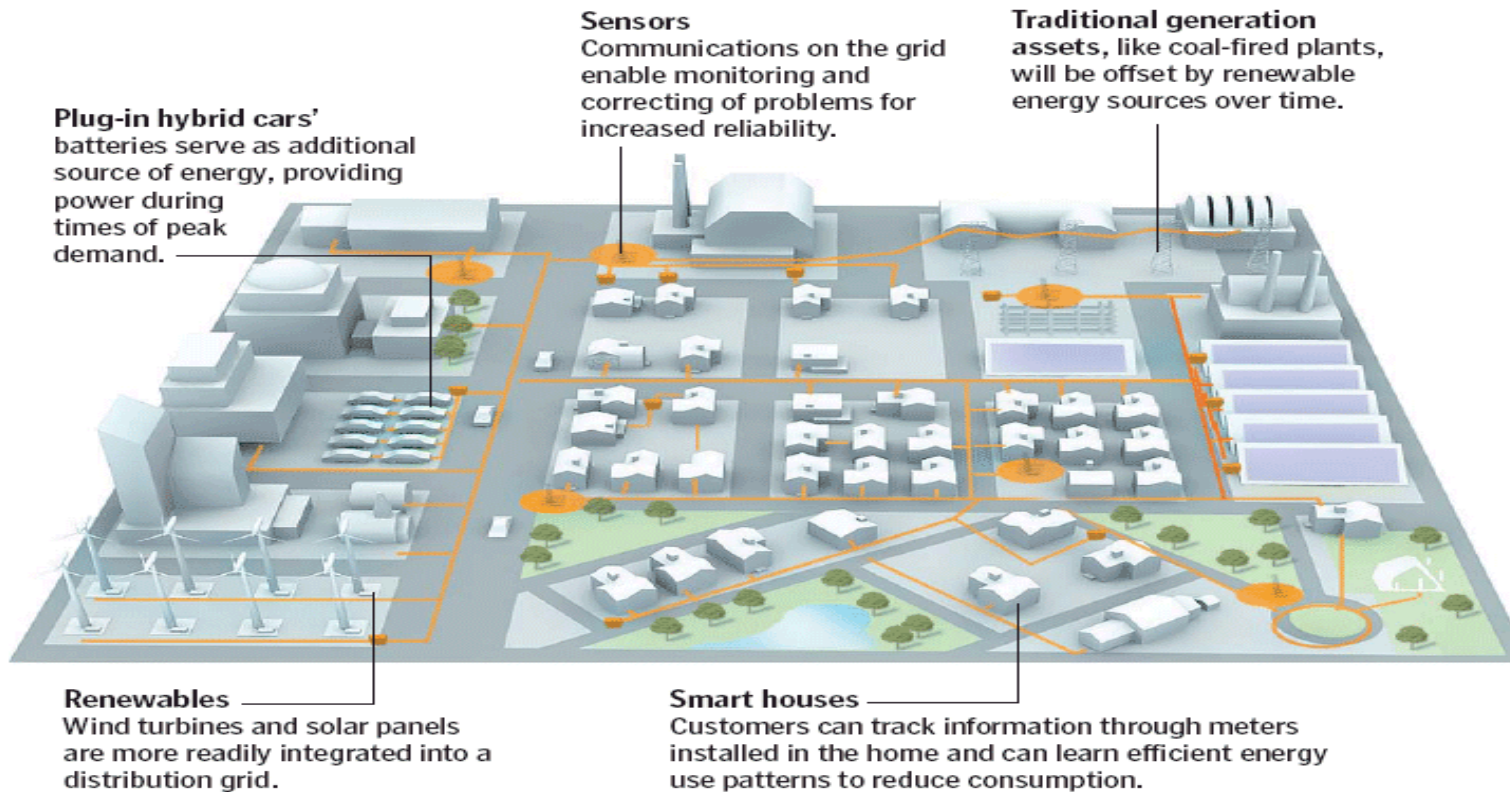 Sensors
Communications on the grid
enable monitoring and
correcting of problems for
increased reliability.
Traditional generation
assets, like coal-fired plants,
will be offset by renewable
energy sources over time.
Plug-in hybrid cars’
batteries serve as additional
source of energy, providing
power during
times of peak
demand.
Renewables
Wind turbines and solar panels
are more readily integrated into a
distribution grid.
Smart houses
Customers can track information through meters
installed in the home and can learn efficient energy
use patterns to reduce consumption.